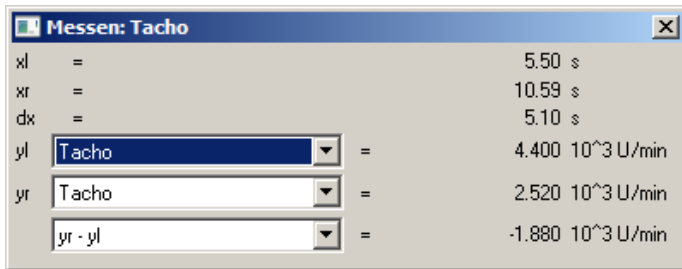 Messen: Tacho
xl = 5.50 s
xr = 10.59 s
dx = 5.10 s
yl Tacho = 4.400 10^3 U/min
yr Tacho = 2.520 10^3 U/min
yr - yl = -1.880 10^3 U/min